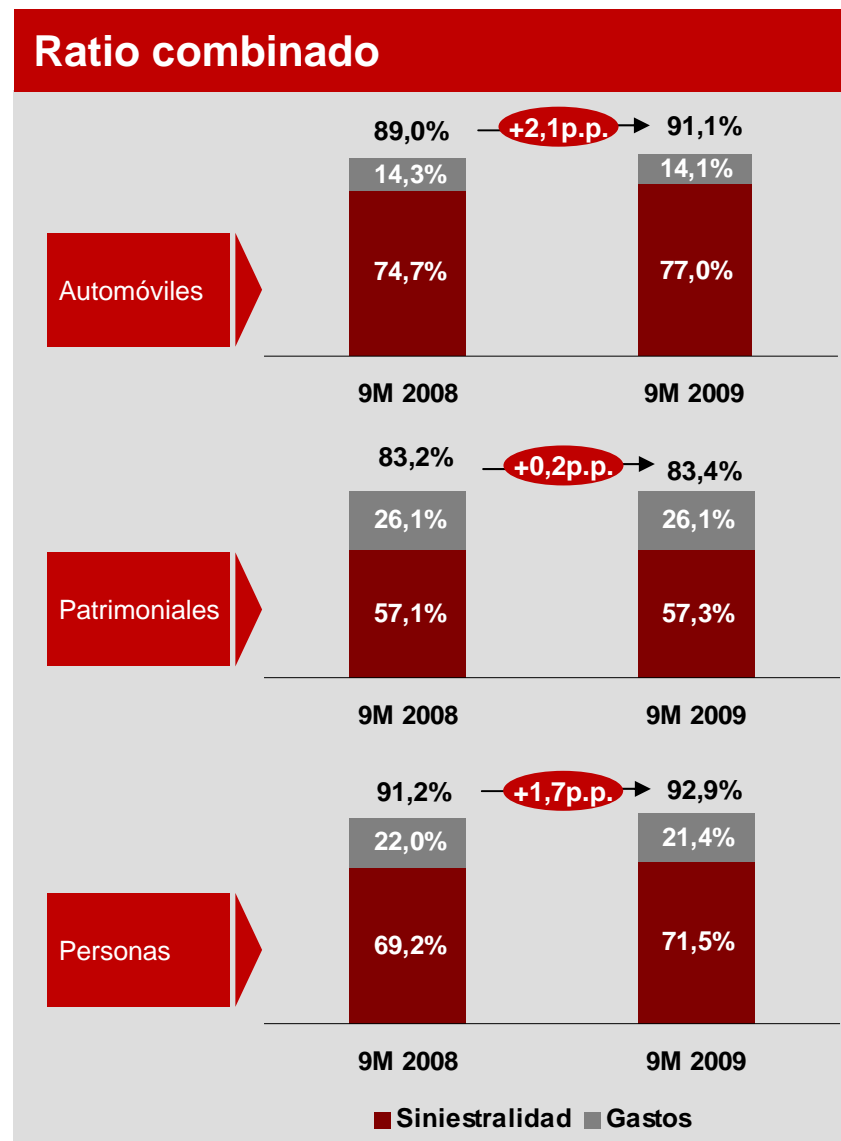 Ratio combinado
89,0% +2,1p.p. 91,1%
14,3% 14,1%
Automóviles 74,7% 77,0%
9M 2008 9M 2009
83,2% +0,2p.p. 83,4%
26,1% 26,1%
Patrimoniales 57,1% 57,3%
9M 2008 9M 2009
91,2% +1,7p.p. 92,9%
22,0% 21,4%
Personas 69,2% 71,5%
9M 2008 9M 2009
Siniestralidad Gastos